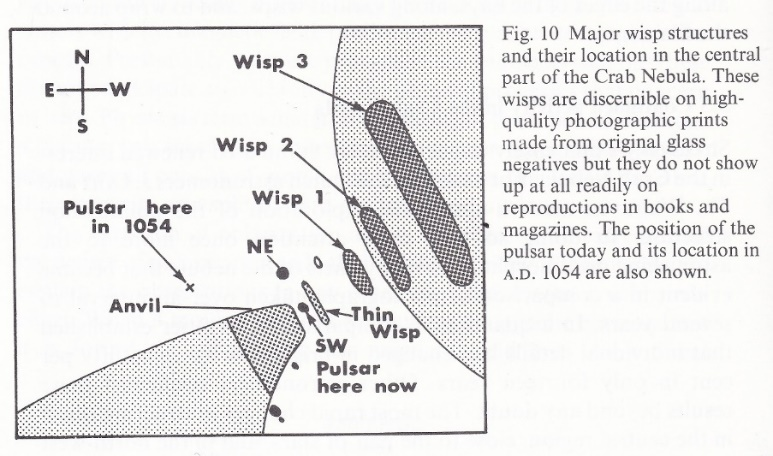 N
E W
S
Wisp 3
Wisp 2
Wisp 1
Pulsar here
in 1054
NE
Anvil
Thin
Wisp
SW
Pulsar
here now
Fig. 10 Major wisp structures
and their location in the central
part of the Crab Nebula. These
wisps are discernible on high-
quality photographic prints
made from original glass
negatives but they do not show
up at all readily on
reproductions in books and
magazines. The position of the
pulsar today and its location in
A.D. 1054 are also shown.